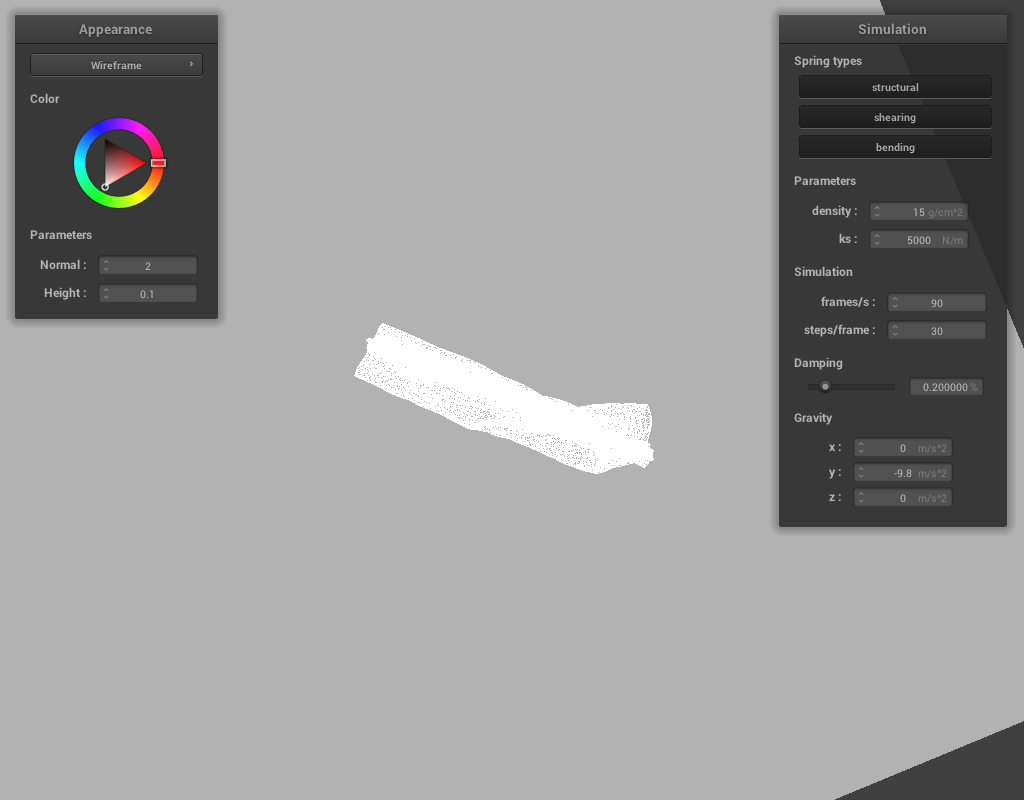 Appearance
Wireframe
Color
Parameters
Normal : 2
Height : 0.1
Simulation
Spring types
structural
shearing
bending
Parameters
density : 15 g/cm^2
ks : 5000 N/m
Simulation
frames/s : 90
steps/frame : 30
Damping
0.200000 %
Gravity
x : 0 m/s^2
y : -9.8 m/s^2
z : 0 m/s^2